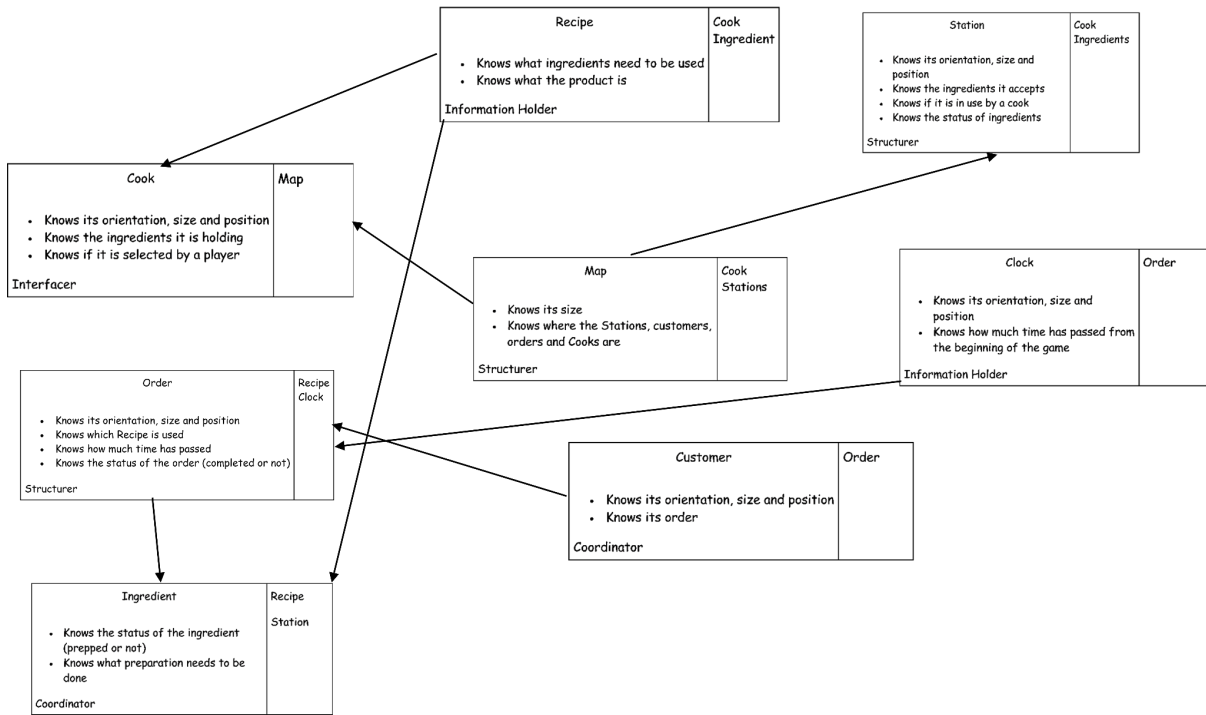 Recipe
Cook
Ingredient
• Knows what ingredients need to be used
• Knows what the product is
Information Holder
Station
Cook
Ingredients
• Knows its orientation, size and
position
• Knows the ingredients it accepts
• Knows if it is in use by a cook
• Knows the status of ingredients
Structurer
Cook
Map
• Knows its orientation, size and position
• Knows the ingredients it is holding
• Knows if it is selected by a player
Interfacer
Map
Cook
Stations
• Knows its size
• Knows where the Stations, customers,
orders and Cooks are
Structurer
Clock
Order
• Knows its orientation, size and
position
• Knows how much time has passed from
the beginning of the game
Information Holder
Order
Recipe
Clock
• Knows its orientation, size and position
• Knows which Recipe is used
• Knows how much time has passed
• Knows the status of the order (completed or not)
Structurer
Customer
Order
• Knows its orientation, size and position
• Knows its order
Coordinator
Ingredient
Recipe
Station
• Knows the status of the ingredient
(prepped or not)
• Knows what preparation needs to be
done
Coordinator